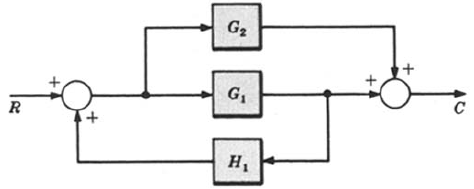 G₂
+ + +
R G₁ C
+
H₁